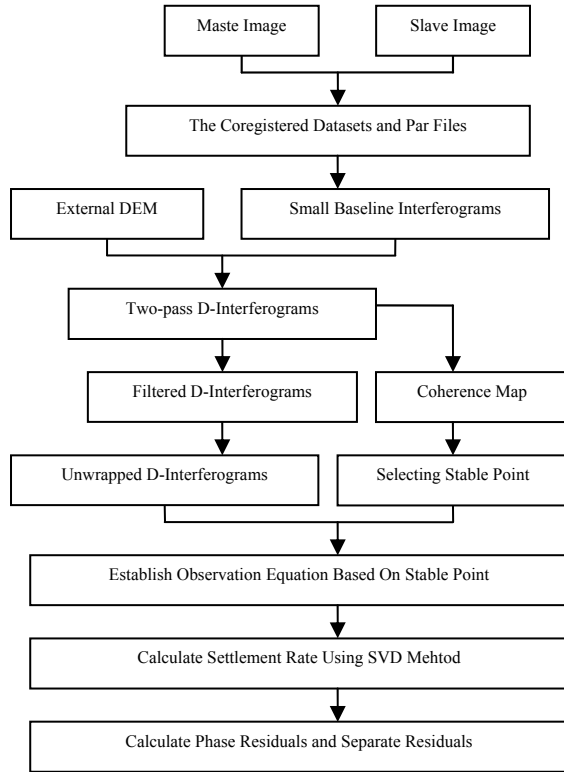 Maste Image
Slave Image
The Coregistered Datasets and Par Files
External DEM
Small Baseline Interferograms
Two-pass D-Interferograms
Filtered D-Interferograms
Coherence Map
Unwrapped D-Interferograms
Selecting Stable Point
Establish Observation Equation Based On Stable Point
Calculate Settlement Rate Using SVD Mehtod
Calculate Phase Residuals and Separate Residuals